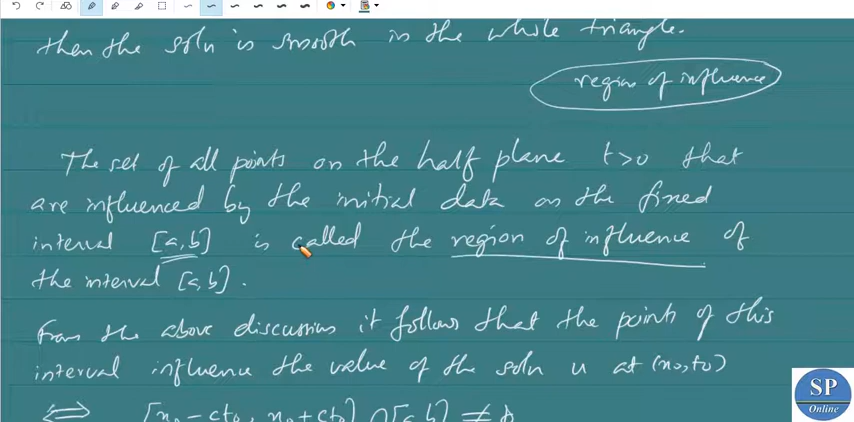 then the soln is smooth in the whole triangle.
region of influence
The set of all points on the half plane t>0 that
are influenced by the initial data on the fixed
interval [a,b] is called the region of influence of
the interval [a,b].
From the above discussion it follows that the points of this
interval influence the value of the soln u at (x0,t0)
⟺ [x0 - ct0, x0 + ct0] ∩ [a,b] ≠ φ
SP
Online